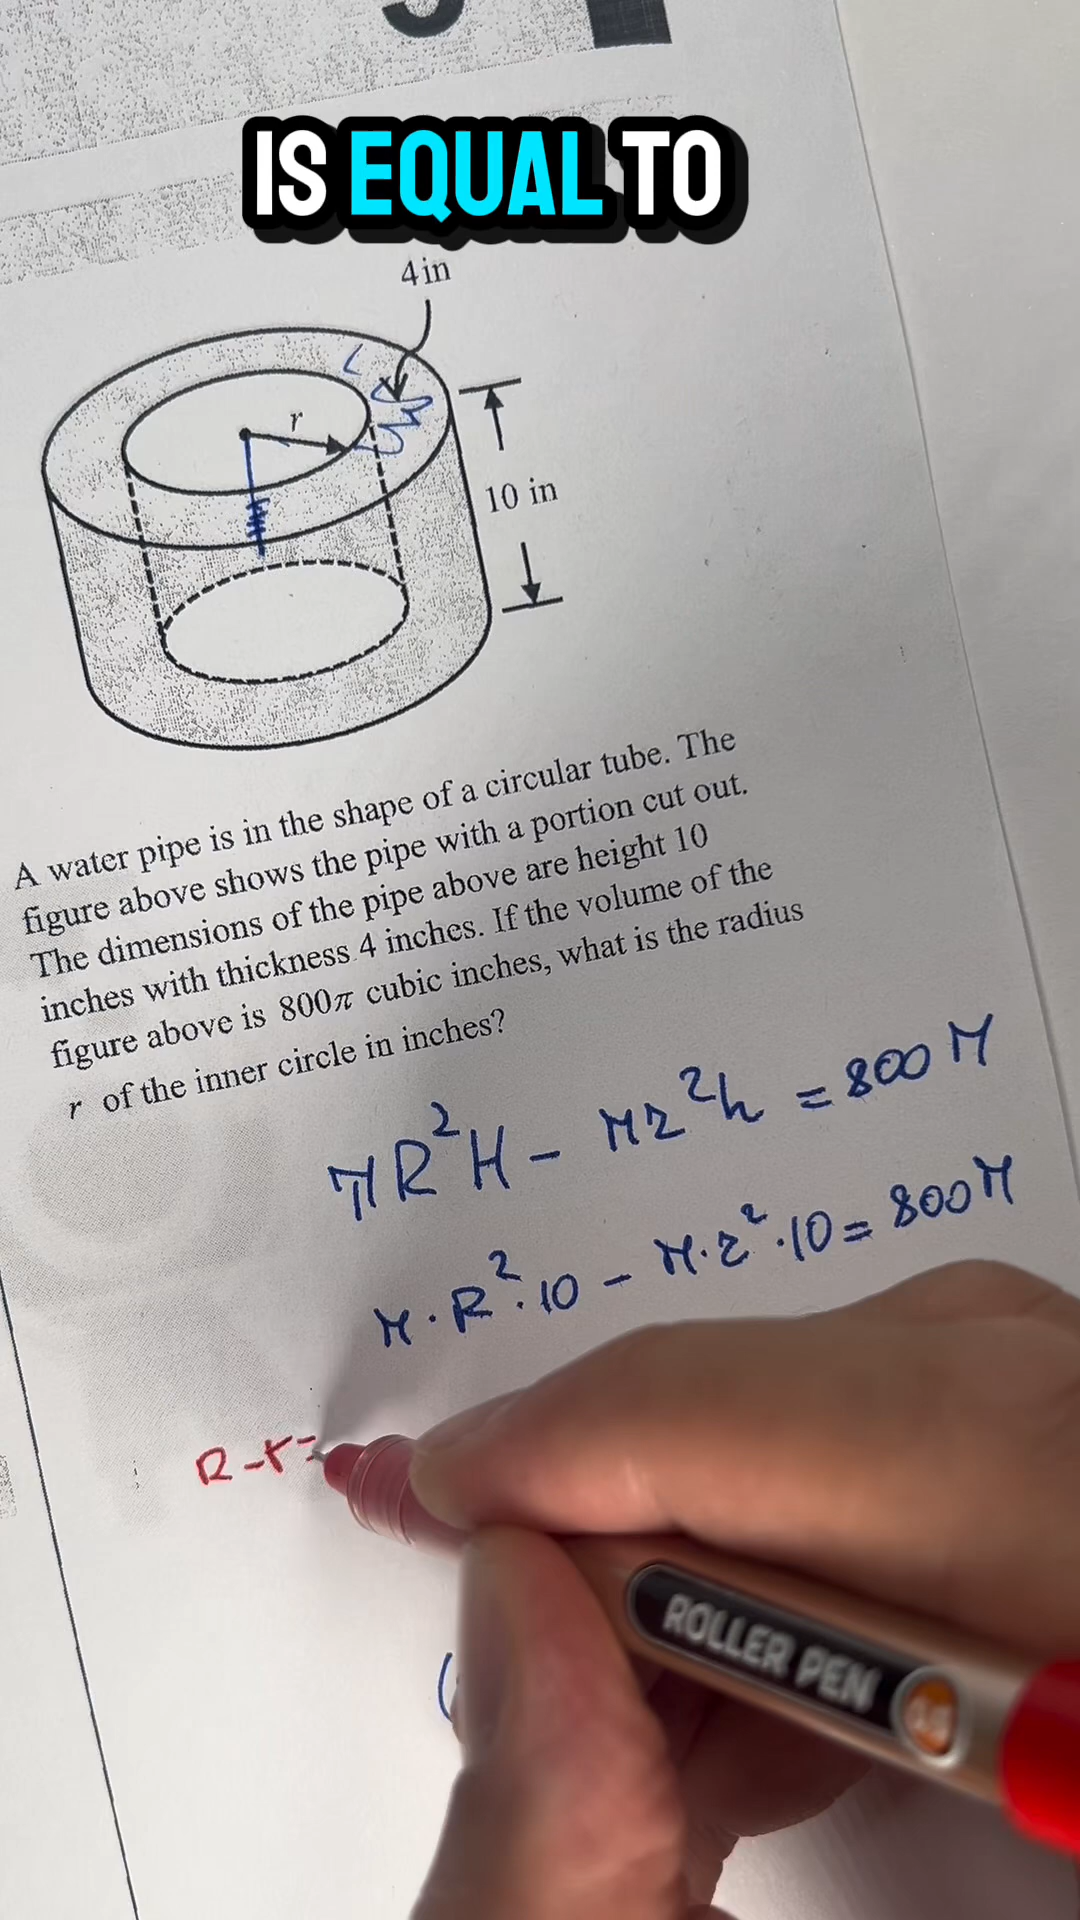 IS EQUAL TO
4in
r
10 in
A water pipe is in the shape of a circular tube. The
figure above shows the pipe with a portion cut out.
The dimensions of the pipe above are height 10
inches with thickness 4 inches. If the volume of the
figure above is 800π cubic inches, what is the radius
r of the inner circle in inches?
πR²H - πr²h = 800π
π·R²·10 - π·r²·10 = 800π
R-r=
ROLLER PEN